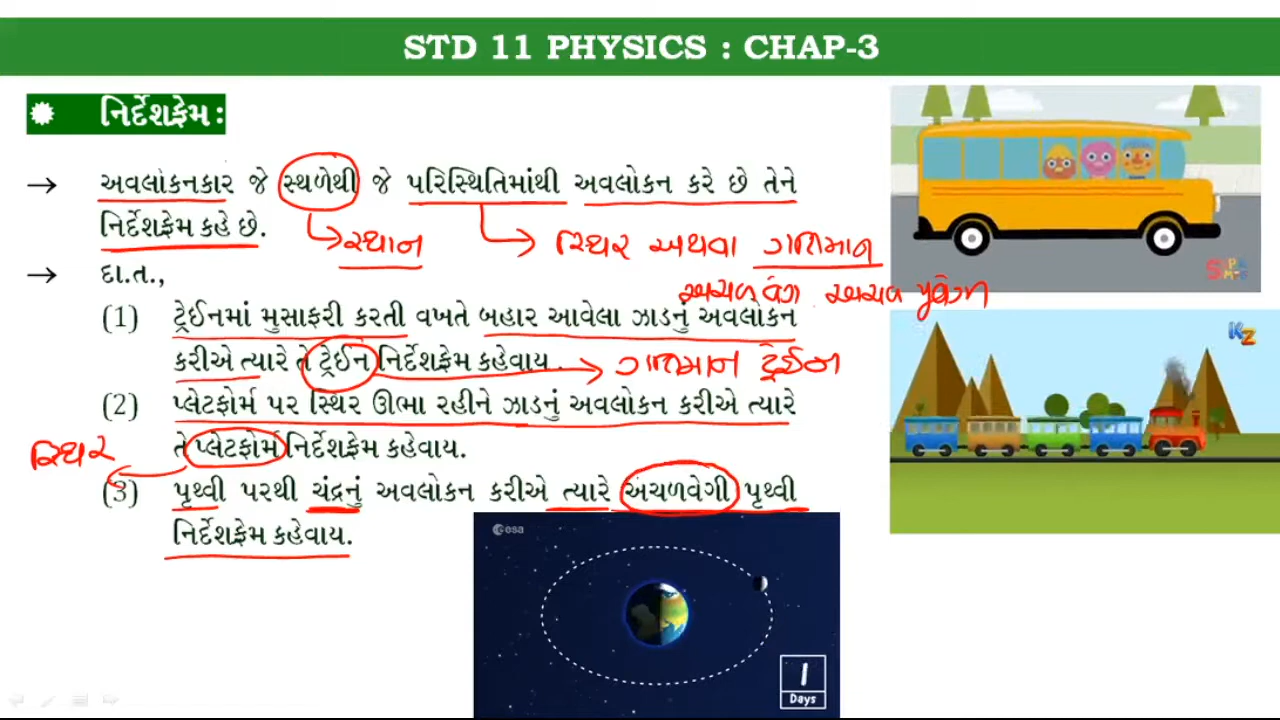 STD 11 PHYSICS : CHAP-3
નિર્દેશફ્રેમ :
→ અવલોકનકાર જે સ્થળેથી જે પરિસ્થિતિમાંથી અવલોકન કરે છે તેને
નિર્દેશફ્રેમ કહે છે.
સ્થાન
સ્થિર અથવા ગતિમાન
→ દા.ત.,
અચળવેગ
(1) ટ્રેઈનમાં મુસાફરી કરતી વખતે બહાર આવેલા ઝાડનું અવલોકન
કરીએ ત્યારે તે ટ્રેઈન નિર્દેશફ્રેમ કહેવાય.
ગતિમાન ટ્રેઈન
(2) પ્લેટફોર્મ પર સ્થિર ઊભા રહીને ઝાડનું અવલોકન કરીએ ત્યારે
તે પ્લેટફોર્મ નિર્દેશફ્રેમ કહેવાય.
સ્થિર
(3) પૃથ્વી પરથી ચંદ્રનું અવલોકન કરીએ ત્યારે અચળવેગી પૃથ્વી
નિર્દેશફ્રેમ કહેવાય.
esa
1
Days
KZ